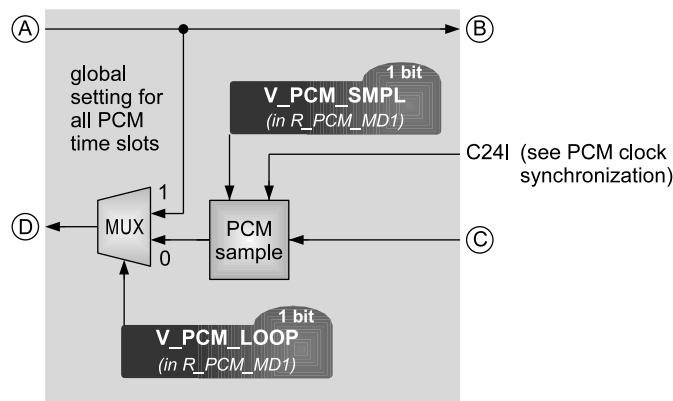 A
B
global
setting for
all PCM
time slots
1 bit
V_PCM_SMPL
(in R_PCM_MD1)
C24I (see PCM clock
synchronization)
D
MUX
1
0
PCM
sample
C
1 bit
V_PCM_LOOP
(in R_PCM_MD1)